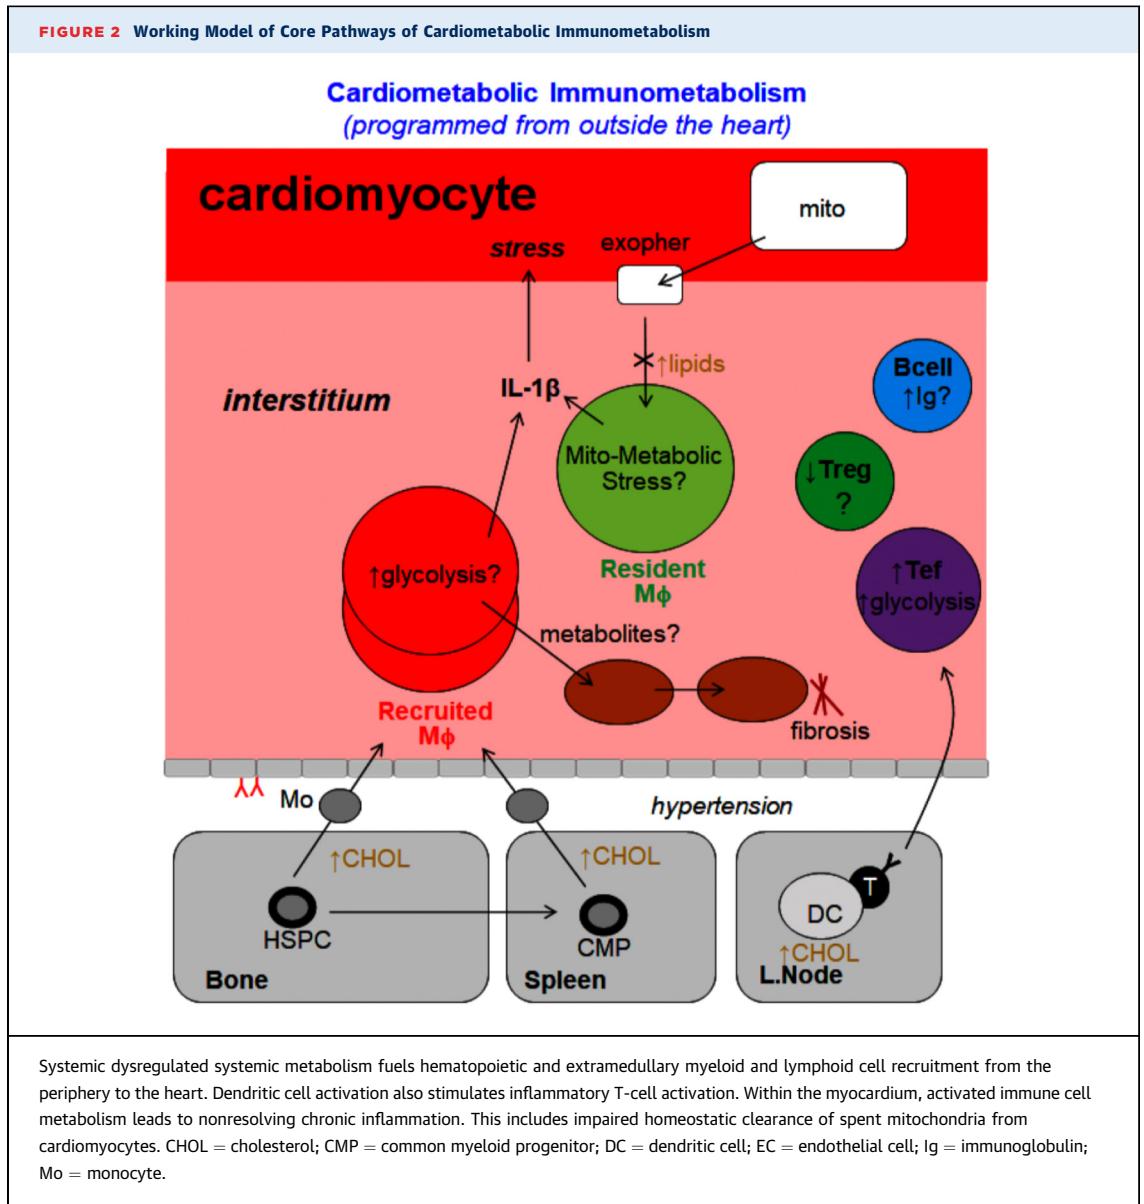 FIGURE 2 Working Model of Core Pathways of Cardiometabolic Immunometabolism
Cardiometabolic Immunometabolism
(programmed from outside the heart)
cardiomyocyte
mito
stress
exopher
↑lipids
IL-1β
interstitium
Bcell
↑Ig?
Mito-Metabolic
Stress?
↓Treg
?
↑glycolysis?
Resident
Mϕ
↑Tef
↑glycolysis
metabolites?
Recruited
Mϕ
fibrosis
Mo
hypertension
↑CHOL
↑CHOL
T
DC
HSPC
CMP
↑CHOL
Bone
Spleen
L.Node
Systemic dysregulated systemic metabolism fuels hematopoietic and extramedullary myeloid and lymphoid cell recruitment from the
periphery to the heart. Dendritic cell activation also stimulates inflammatory T-cell activation. Within the myocardium, activated immune cell
metabolism leads to nonresolving chronic inflammation. This includes impaired homeostatic clearance of spent mitochondria from
cardiomyocytes. CHOL = cholesterol; CMP = common myeloid progenitor; DC = dendritic cell; EC = endothelial cell; Ig = immunoglobulin;
Mo = monocyte.